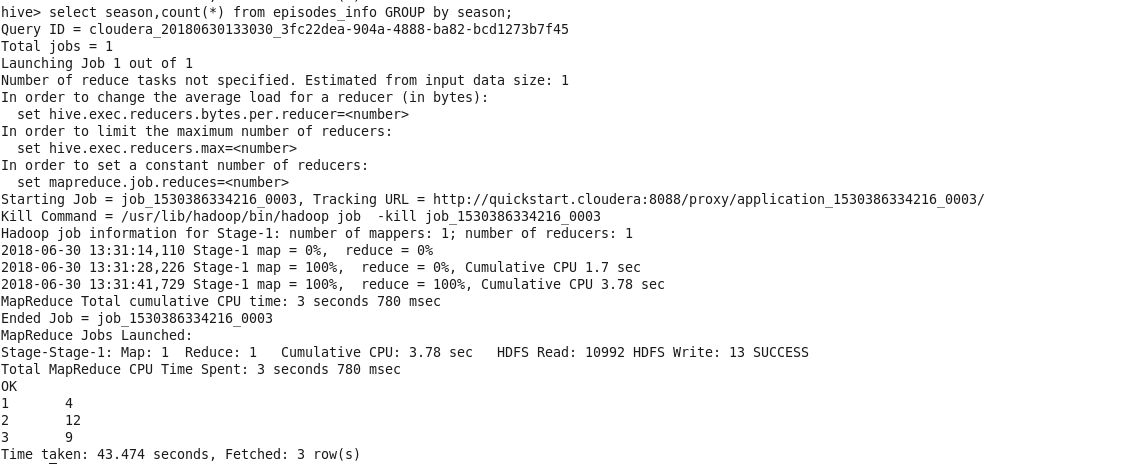 hive> select season,count(*) from episodes_info GROUP by season;
Query ID = cloudera_20180630133030_3fc22dea-904a-4888-ba82-bcd1273b7f45
Total jobs = 1
Launching Job 1 out of 1
Number of reduce tasks not specified. Estimated from input data size: 1
In order to change the average load for a reducer (in bytes):
  set hive.exec.reducers.bytes.per.reducer=<number>
In order to limit the maximum number of reducers:
  set hive.exec.reducers.max=<number>
In order to set a constant number of reducers:
  set mapreduce.job.reduces=<number>
Starting Job = job_1530386334216_0003, Tracking URL = http://quickstart.cloudera:8088/proxy/application_1530386334216_0003/
Kill Command = /usr/lib/hadoop/bin/hadoop job  -kill job_1530386334216_0003
Hadoop job information for Stage-1: number of mappers: 1; number of reducers: 1
2018-06-30 13:31:14,110 Stage-1 map = 0%,  reduce = 0%
2018-06-30 13:31:28,226 Stage-1 map = 100%,  reduce = 0%, Cumulative CPU 1.7 sec
2018-06-30 13:31:41,729 Stage-1 map = 100%,  reduce = 100%, Cumulative CPU 3.78 sec
MapReduce Total cumulative CPU time: 3 seconds 780 msec
Ended Job = job_1530386334216_0003
MapReduce Jobs Launched:
Stage-Stage-1: Map: 1  Reduce: 1   Cumulative CPU: 3.78 sec   HDFS Read: 10992 HDFS Write: 13 SUCCESS
Total MapReduce CPU Time Spent: 3 seconds 780 msec
OK
1	4
2	12
3	9
Time taken: 43.474 seconds, Fetched: 3 row(s)